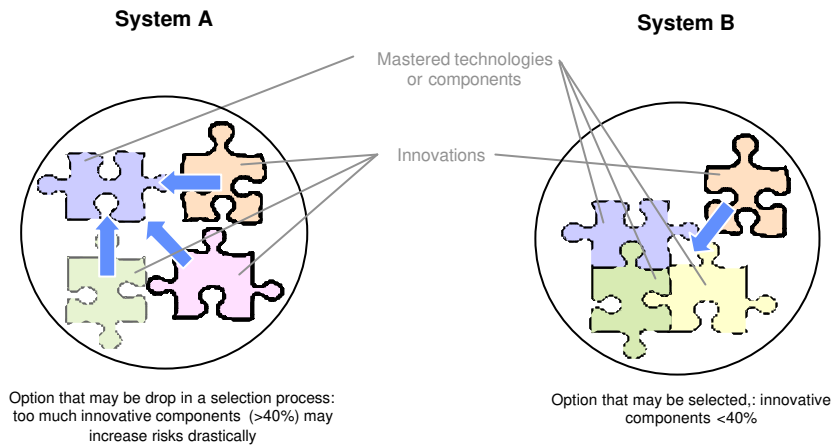 System A
System B
Mastered technologies
or components
Innovations
Option that may be drop in a selection process:
too much innovative components (>40%) may
increase risks drastically
Option that may be selected,: innovative
components <40%